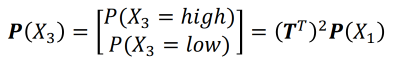 P(X₃) = [P(X₃ = high) P(X₃ = low)] = (Tᵀ)²P(X₁)